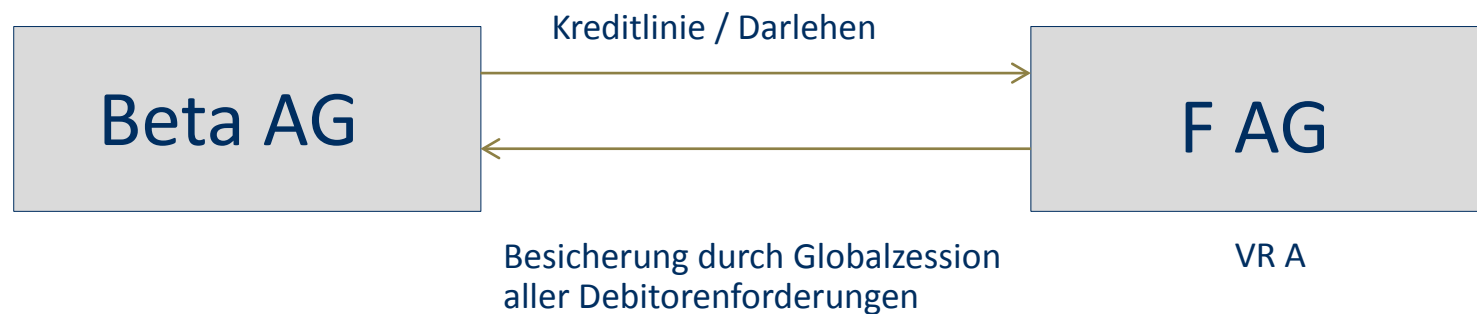 Kreditlinie / Darlehen
Beta AG
F AG
Besicherung durch Globalzession
aller Debitorenforderungen
VR A